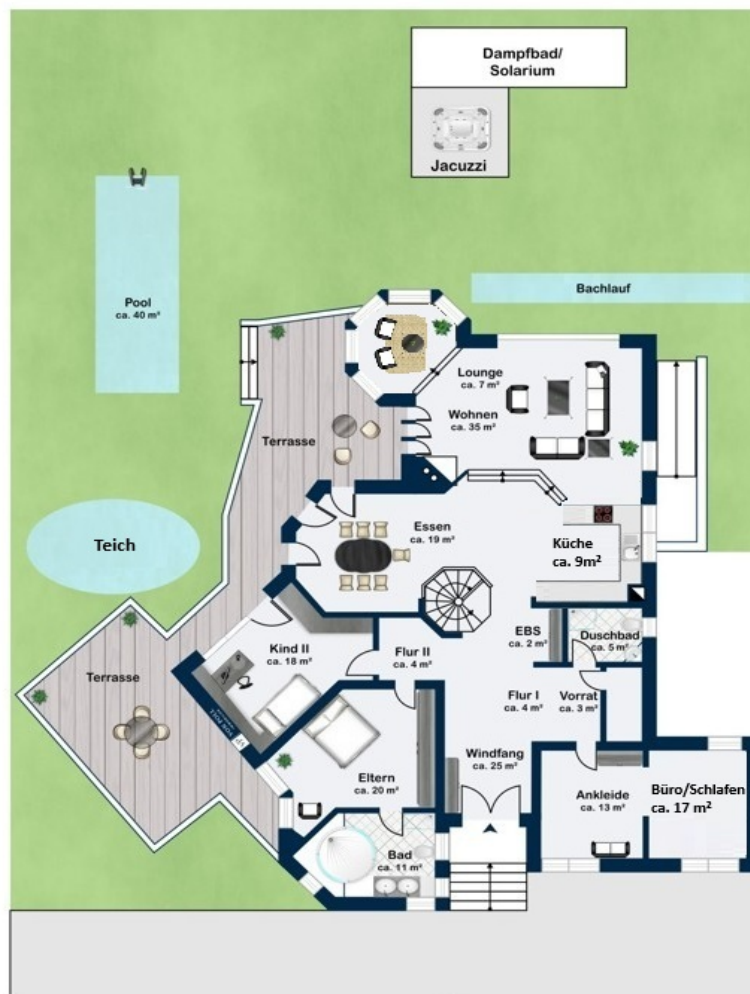 Dampfbad/
Solarium
Jacuzzi
Bachlauf
Pool
ca. 40 m²
Lounge
ca. 7 m²
Wohnen
ca. 35 m²
Terrasse
Essen
ca. 19 m²
Küche
ca. 9m²
Teich
EBS
ca. 2 m²
Duschbad
ca. 5 m²
Kind II
ca. 18 m²
Flur II
ca. 4 m²
Terrasse
Flur I
ca. 4 m²
Vorrat
ca. 3 m²
VON POLL
VP
Windfang
ca. 25 m²
Eltern
ca. 20 m²
Ankleide
ca. 13 m²
Büro/Schlafen
ca. 17 m²
Bad
ca. 11 m²